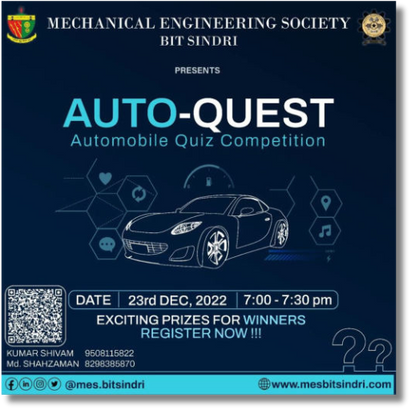 MECHANICAL ENGINEERING SOCIETY
BIT SINDRI
PRESENTS
AUTO-QUEST
Automobile Quiz Competition
DATE 23rd DEC, 2022 7:00 - 7:30 pm
EXCITING PRIZES FOR WINNERS
REGISTER NOW !!!
KUMAR SHIVAM 9508115822
Md. SHAHZAMAN 8298385870
??
@mes.bitsindri www.mesbitsindri.com